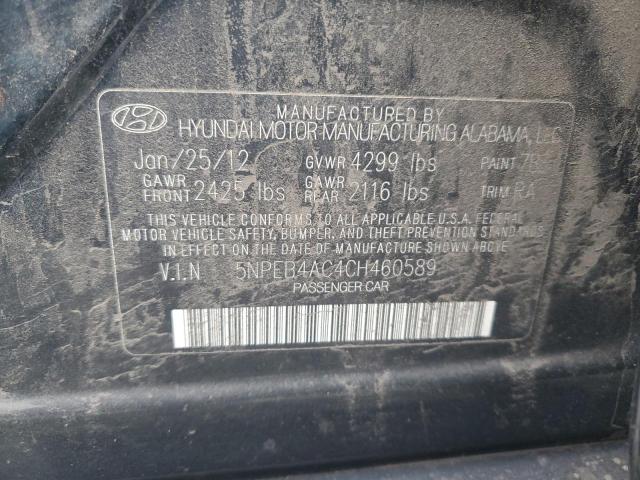 MANUFACTURED BY
HYUNDAI MOTOR MANUFACTURING ALABAMA, LLC
Jan/25/12 GVWR 4299 lbs PAINT
GAWR FRONT 2425 lbs GAWR REAR 2116 lbs TRIM RA
THIS VEHICLE CONFORMS TO ALL APPLICABLE U.S.A. FEDERAL
MOTOR VEHICLE SAFETY, BUMPER, AND THEFT PREVENTION
STANDARDS IN EFFECT ON THE DATE OF MANUFACTURE SHOWN ABOVE
V.I.N 5NPEB4AC4CH460589
PASSENGER CAR